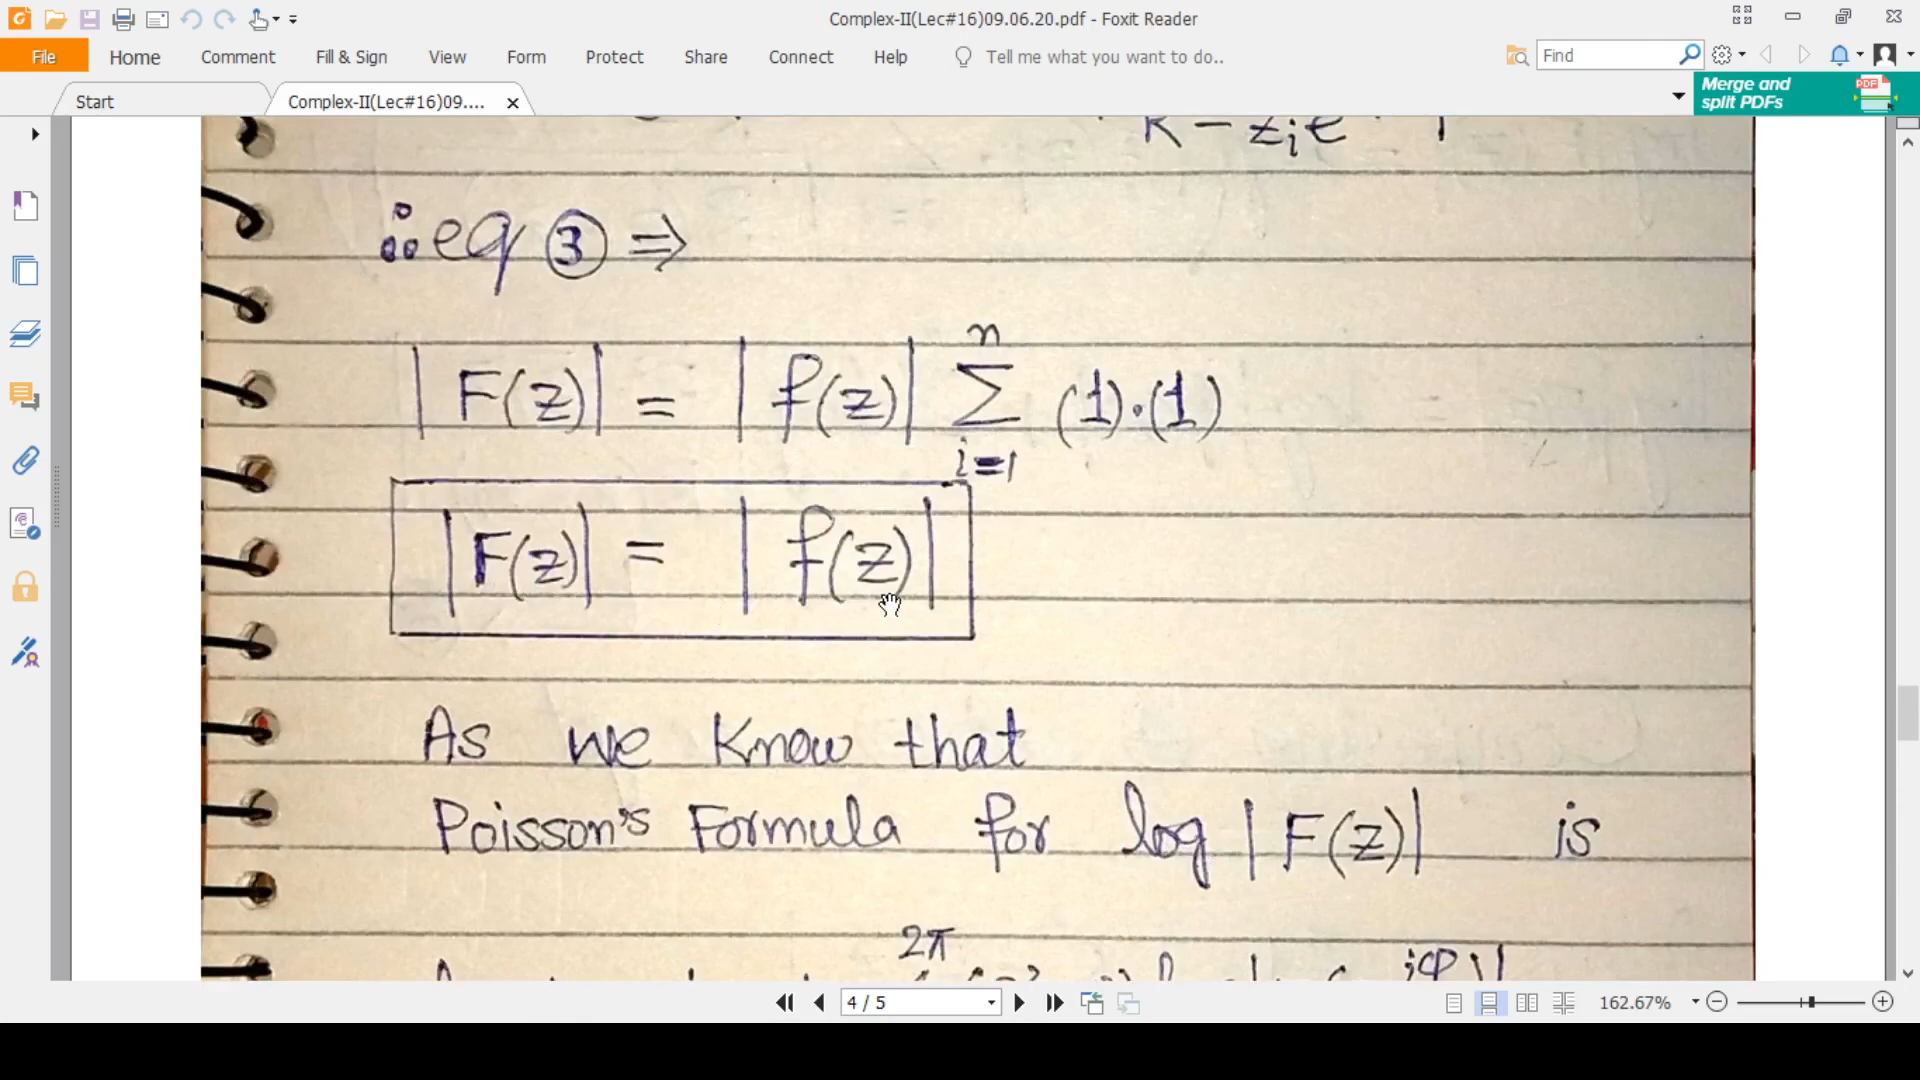 Complex-II(Lec#16)09.06.20.pdf - Foxit Reader
File Home Comment Fill & Sign View Form Protect Share Connect Help Tell me what you want to do.. Find
Start Complex-II(Lec#16)09.... Merge and
split PDFs
R - zᵢe
∴ eq ③ ⇒
|F(z)| = |f(z)| n∑i=1 (1)·(1)
|F(z)| = |f(z)|
As we know that
Poisson's Formula for log |F(z)| is
2π
4 / 5 162.67%